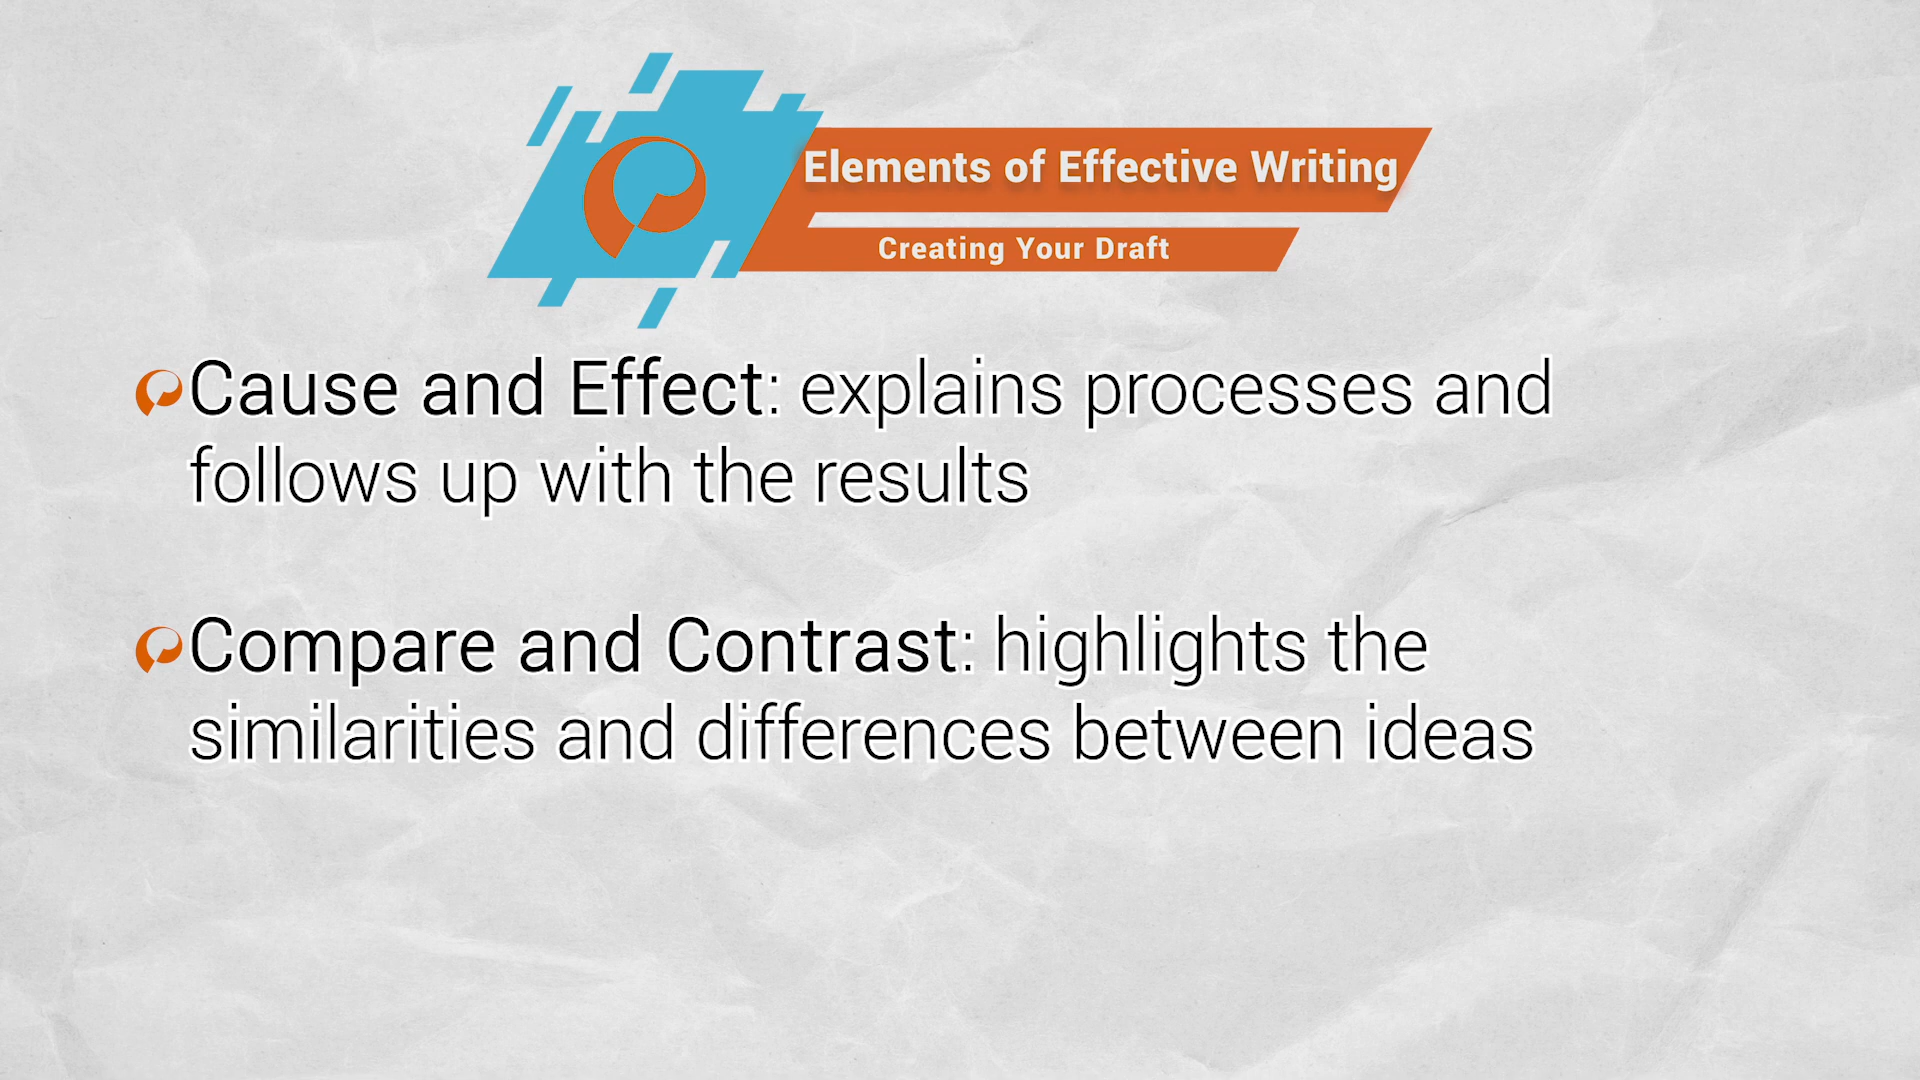 Elements of Effective Writing
Creating Your Draft
Cause and Effect: explains processes and
follows up with the results
Compare and Contrast: highlights the
similarities and differences between ideas